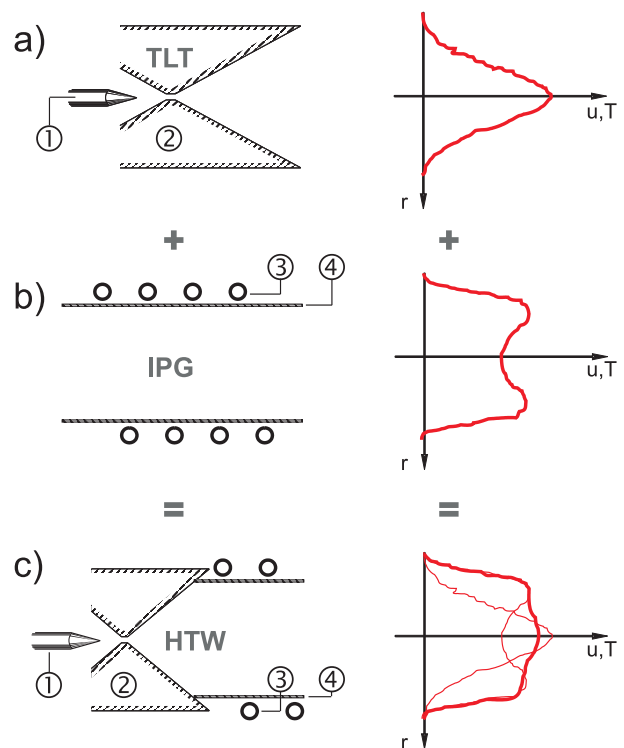 a)
TLT
①
②
u,T
r
+
+
③
④
b)
IPG
u,T
r
=
=
c)
HTW
①
②
③
④
u,T
r